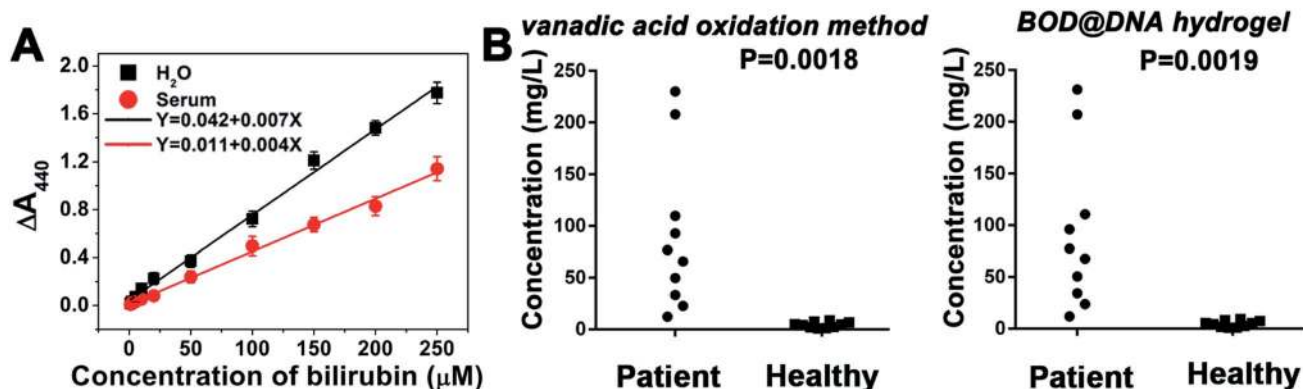 A
ΔA₄₄₀
2.0
1.6
1.2
0.8
0.4
0.0
H₂O
Serum
Y=0.042+0.007X
Y=0.011+0.004X
0 50 100 150 200 250
Concentration of bilirubin (μM)
B
vanadic acid oxidation method
P=0.0018
Concentration (mg/L)
250
200
150
100
50
0
Patient Healthy
BOD@DNA hydrogel
P=0.0019
Concentration (mg/L)
250
200
150
100
50
0
Patient Healthy